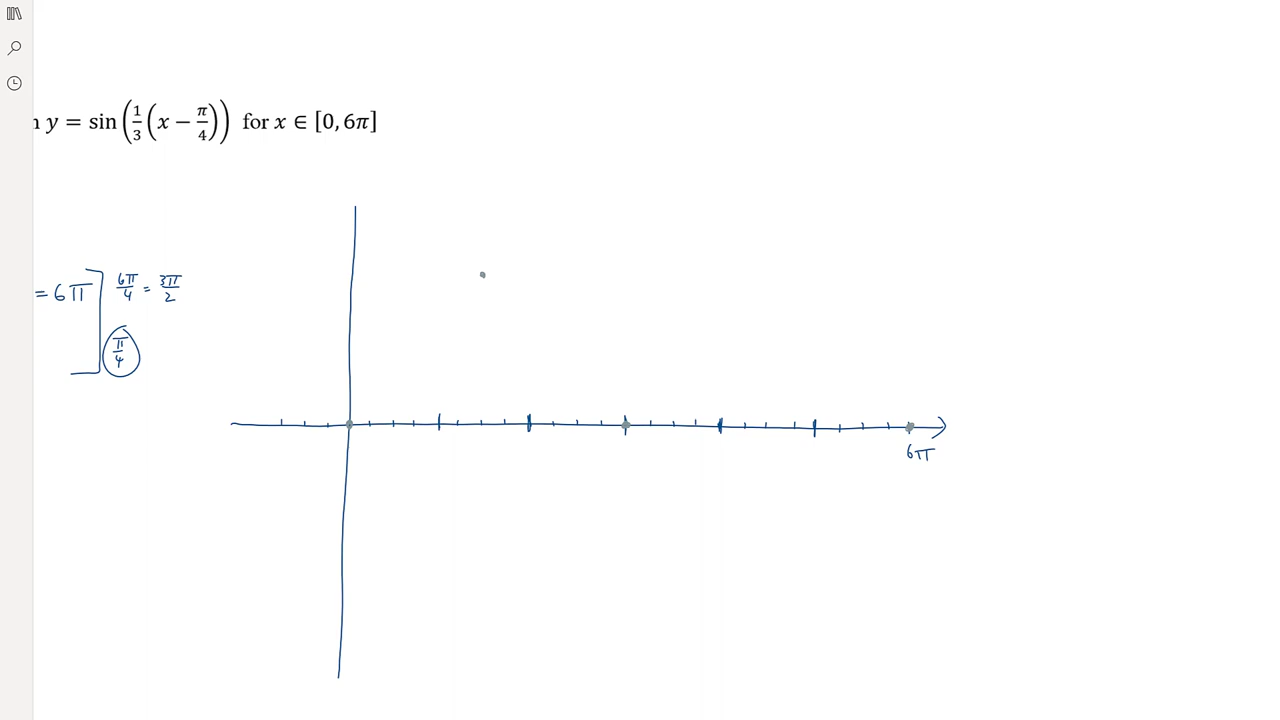 y = sin(1/3(x − π/4)) for x ∈ [0, 6π]
= 6π] 6π/4 = 3π/2
π/4
6π